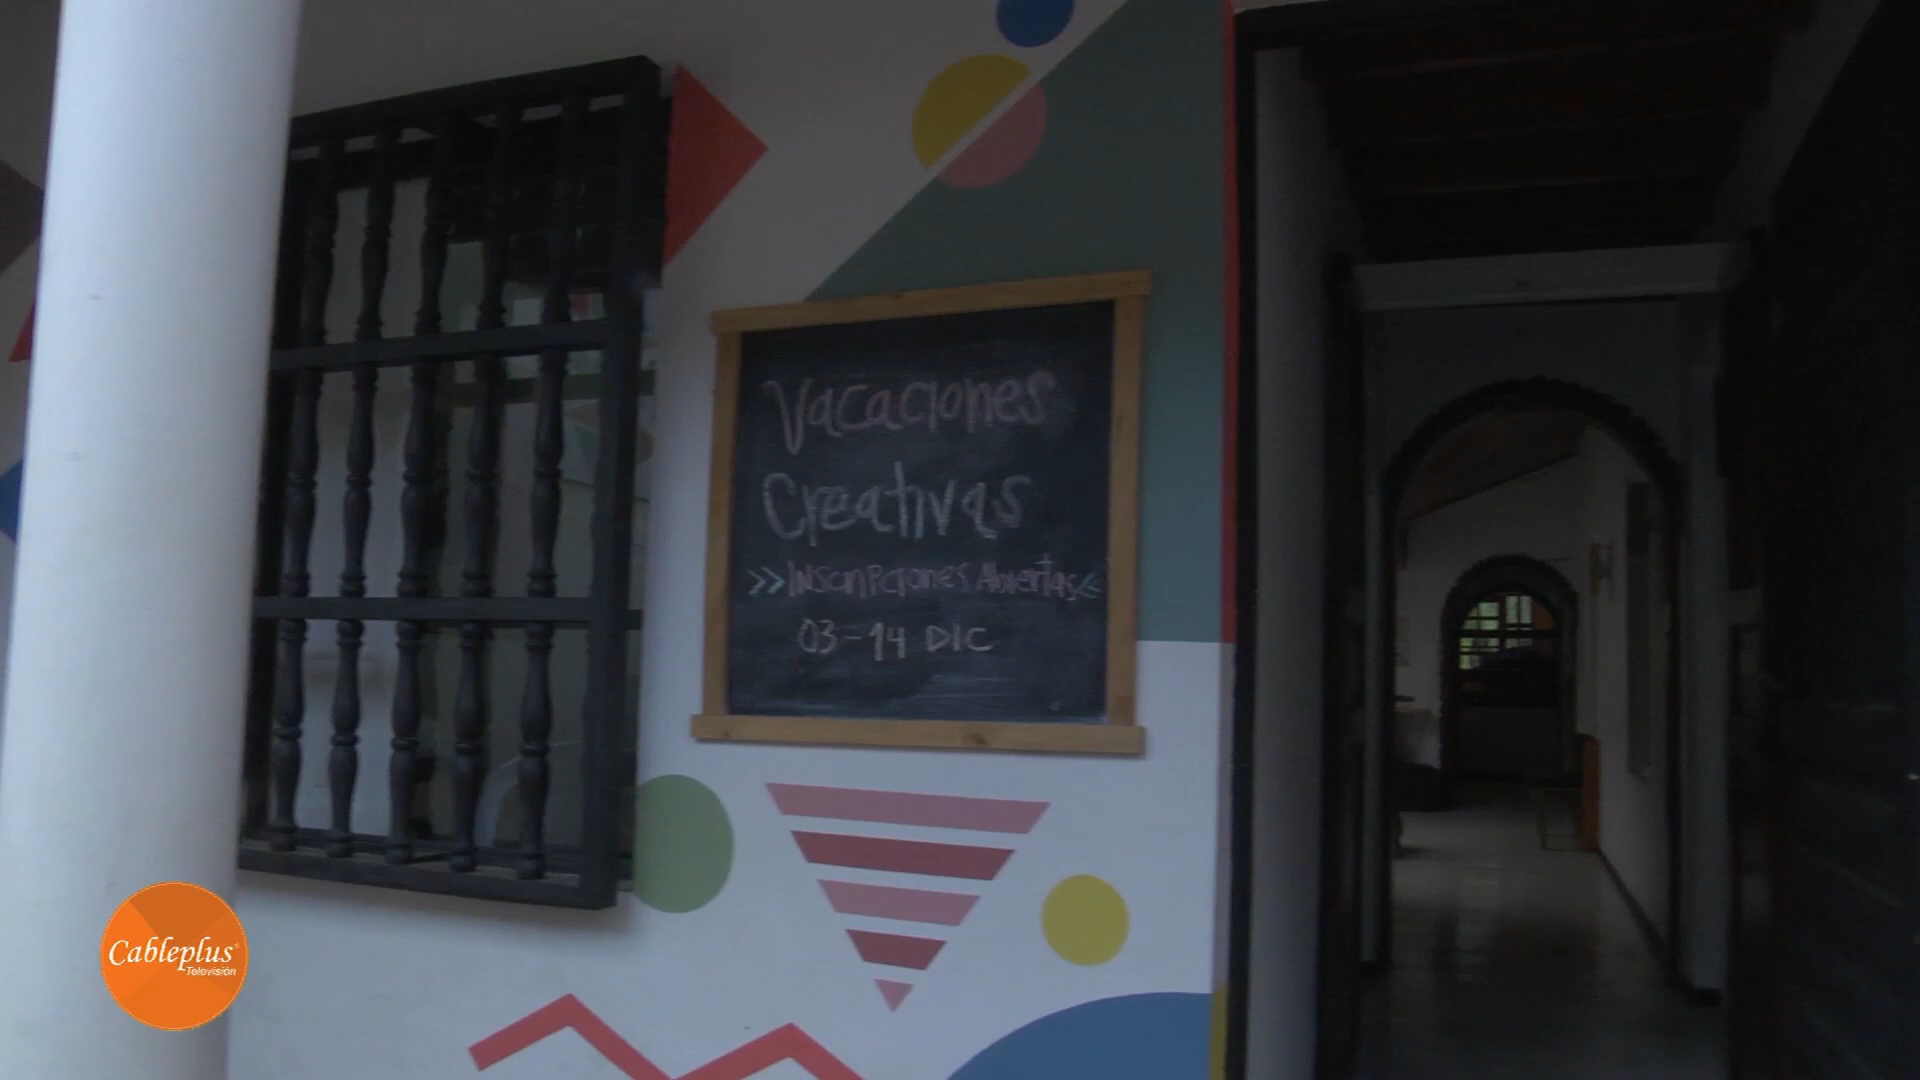 Vacaciones
Creativas
>>Inscripciones Abiertas<
03-14 DIC
Cableplus
Televisión